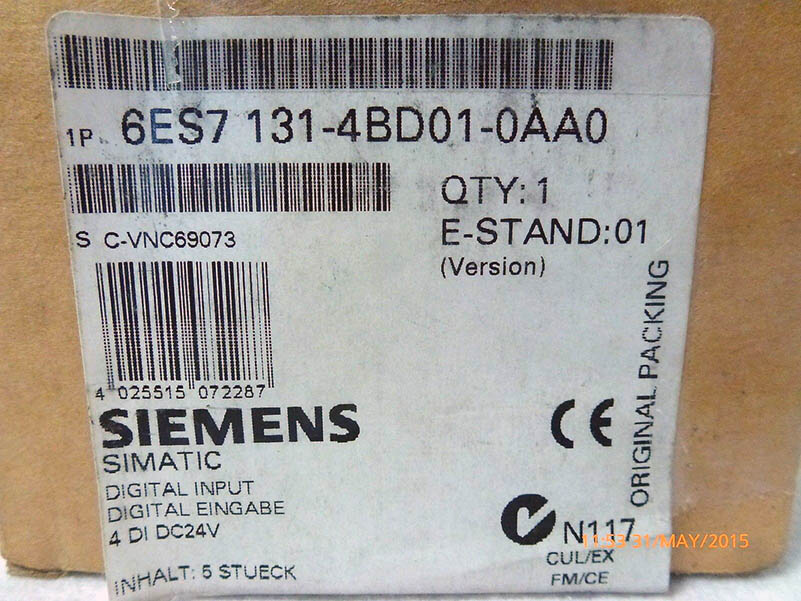 1P 6ES7 131-4BD01-0AA0
QTY: 1
S C-VNC69073
E-STAND:01
(Version)
4 025515 072287
SIEMENS
SIMATIC
DIGITAL INPUT
DIGITAL EINGABE
4 DI DC24V
INHALT: 5 STUECK
CE
N117
CUL/EX
FM/CE
ORIGINAL PACKING
11:53 31/MAY/2015